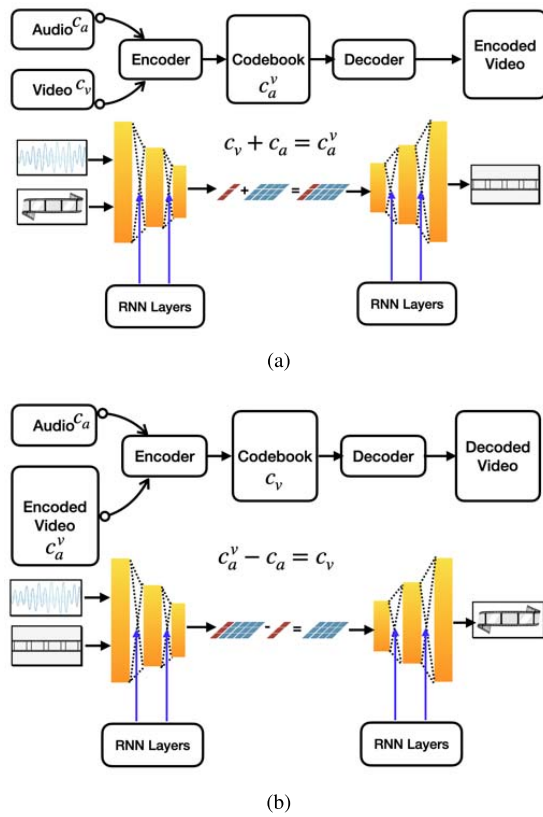 Audio c_a
Video c_v
Encoder
Codebook
c_a^v
Decoder
Encoded
Video
c_v + c_a = c_a^v
+
=
RNN Layers
RNN Layers
(a)
Audio c_a
Encoded
Video
c_a^v
Encoder
Codebook
c_v
Decoder
Decoded
Video
c_a^v − c_a = c_v
-
=
RNN Layers
RNN Layers
(b)